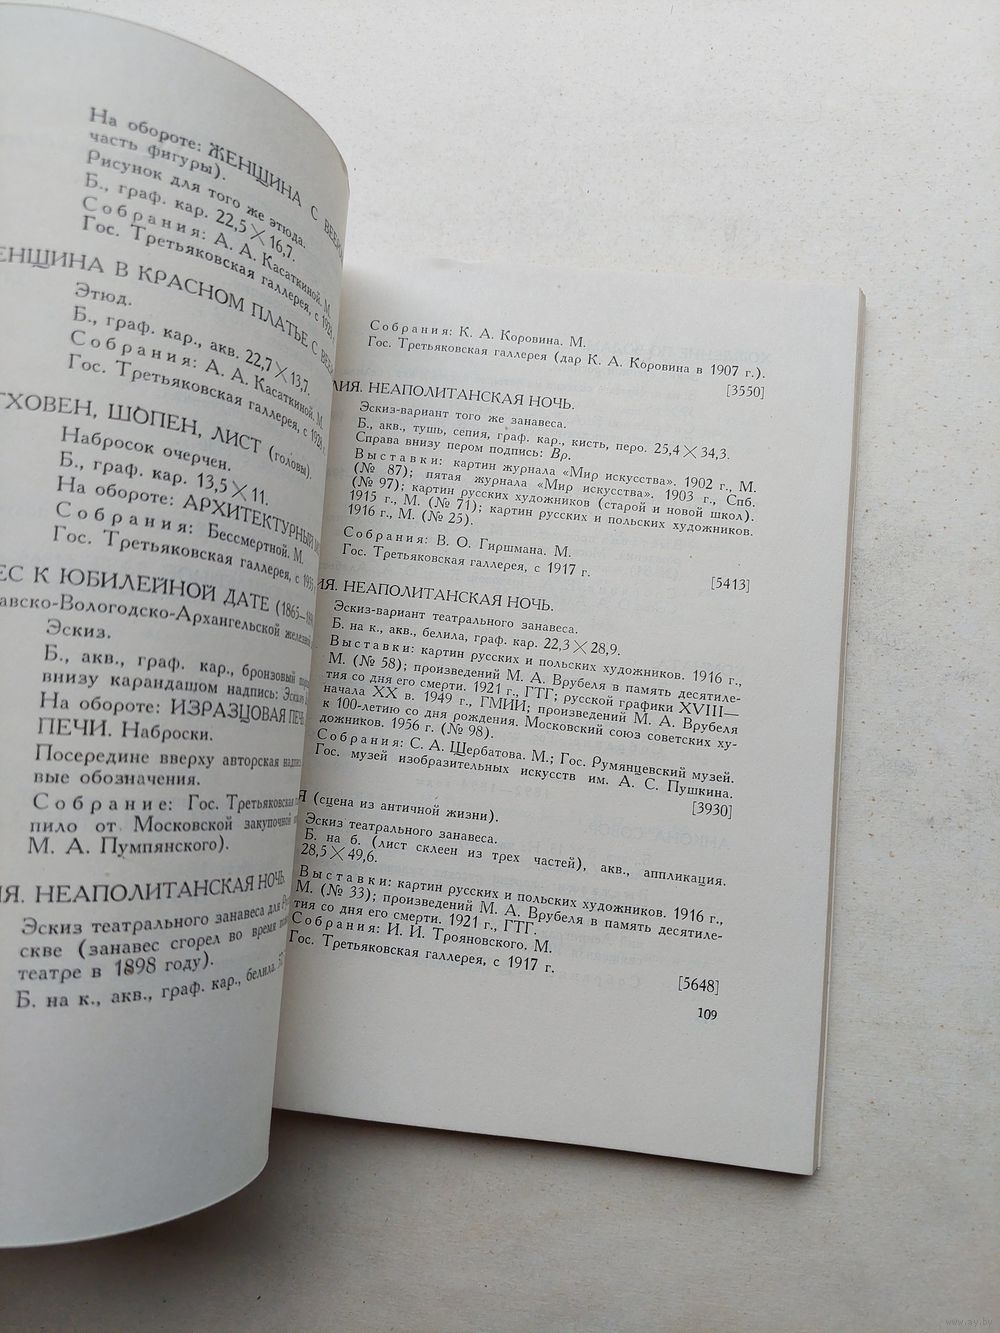 На обороте: ЖЕНЩИНА С
часть фигуры).
Рисунок для того же этюда.
Б., граф. кар. 22,5 × 16,7.
Собрания: А. А. Касаткиной. М.
Гос. Третьяковская галлерея, с
ЕНЩИНА В КРАСНОМ ПЛАТЬЕ С
Этюд.
Б., граф. кар., акв. 22,7 × 13,7.
Собрания: А. А. Касаткиной. М.
Гос. Третьяковская галлерея, с
ТХОВЕН, ШОПЕН, ЛИСТ (головы).
Набросок очерчен.
Б., граф. кар. 13,5 × 11.
На обороте: АРХИТЕКТУРНЫЙ
Собрания: Бессмертной. М.
Гос. Третьяковская галлерея, с
ЕС К ЮБИЛЕЙНОЙ ДАТЕ (1865—
авско-Вологодско-Архангельской
Эскиз.
Б., акв., граф. кар., бронзовый
внизу карандашом надпись:
На обороте: ИЗРАЗЦОВАЯ
ПЕЧИ. Наброски.
Посередине вверху авторская
вые обозначения.
Собрание: Гос. Третьяковская
пило от Московской закупочной
М. А. Пумпянского).
ИЯ. НЕАПОЛИТАНСКАЯ НОЧЬ.
Эскиз театрального занавеса для
скве (занавес сгорел во время
театре в 1898 году).
Б. на к., акв., граф. кар., белила.
Собрания: К. А. Коровина. М.
Гос. Третьяковская галлерея (дар К. А. Коровина в 1907 г.).
[3550]
ЛИЯ. НЕАПОЛИТАНСКАЯ НОЧЬ.
Эскиз-вариант того же занавеса.
Б., акв., тушь, сепия, граф. кар., кисть, перо. 25,4 × 34,3.
Справа внизу пером подпись: Вр.
Выставки: картин журнала «Мир искусства». 1902 г., М.
(№ 87); пятая журнала «Мир искусства». 1903 г., Спб.
(№ 97); картин русских художников (старой и новой школ).
1915 г., М. (№ 71); картин русских и польских художников.
1916 г., М. (№ 25).
Собрания: В. О. Гиршмана. М.
Гос. Третьяковская галлерея, с 1917 г.
[5413]
ИЯ. НЕАПОЛИТАНСКАЯ НОЧЬ.
Эскиз-вариант театрального занавеса.
Б. на к., акв., белила, граф. кар. 22,3 × 28,9.
Выставки: картин русских и польских художников. 1916 г.,
М. (№ 58); произведений М. А. Врубеля в память десятиле-
тия со дня его смерти. 1921 г., ГТГ; русской графики XVIII—
начала XX в. 1949 г., ГМИИ; произведений М. А. Врубеля
к 100-летию со дня рождения. Московский союз советских ху-
дожников. 1956 г. (№ 98).
Собрания: С. А. Щербатова. М.; Гос. Румянцевский музей.
Гос. музей изобразительных искусств им. А. С. Пушкина.
[3930]
Я (сцена из античной жизни).
Эскиз театрального занавеса.
Б. на б. (лист склеен из трех частей), акв., аппликация.
28,5 × 49,6.
Выставки: картин русских и польских художников. 1916 г.,
М. (№ 33); произведений М. А. Врубеля в память десятиле-
тия со дня его смерти. 1921 г., ГТГ.
Собрания: И. И. Трояновского. М.
Гос. Третьяковская галлерея, с 1917 г.
[5648]
109
www.ay.by